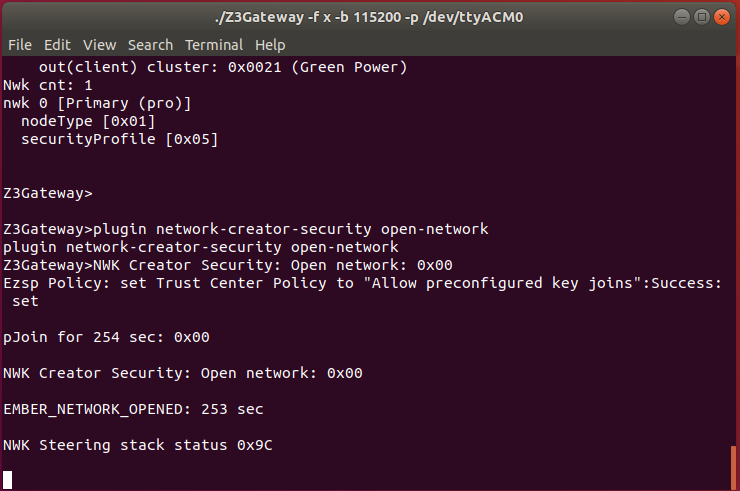 ./Z3Gateway -f x -b 115200 -p /dev/ttyACM0
File Edit View Search Terminal Help
out(client) cluster: 0x0021 (Green Power)
Nwk cnt: 1
nwk 0 [Primary (pro)]
nodeType [0x01]
securityProfile [0x05]
Z3Gateway>
Z3Gateway>plugin network-creator-security open-network
plugin network-creator-security open-network
Z3Gateway>NWK Creator Security: Open network: 0x00
Ezsp Policy: set Trust Center Policy to "Allow preconfigured key joins":Success:
set
pJoin for 254 sec: 0x00
NWK Creator Security: Open network: 0x00
EMBER_NETWORK_OPENED: 253 sec
NWK Steering stack status 0x9C